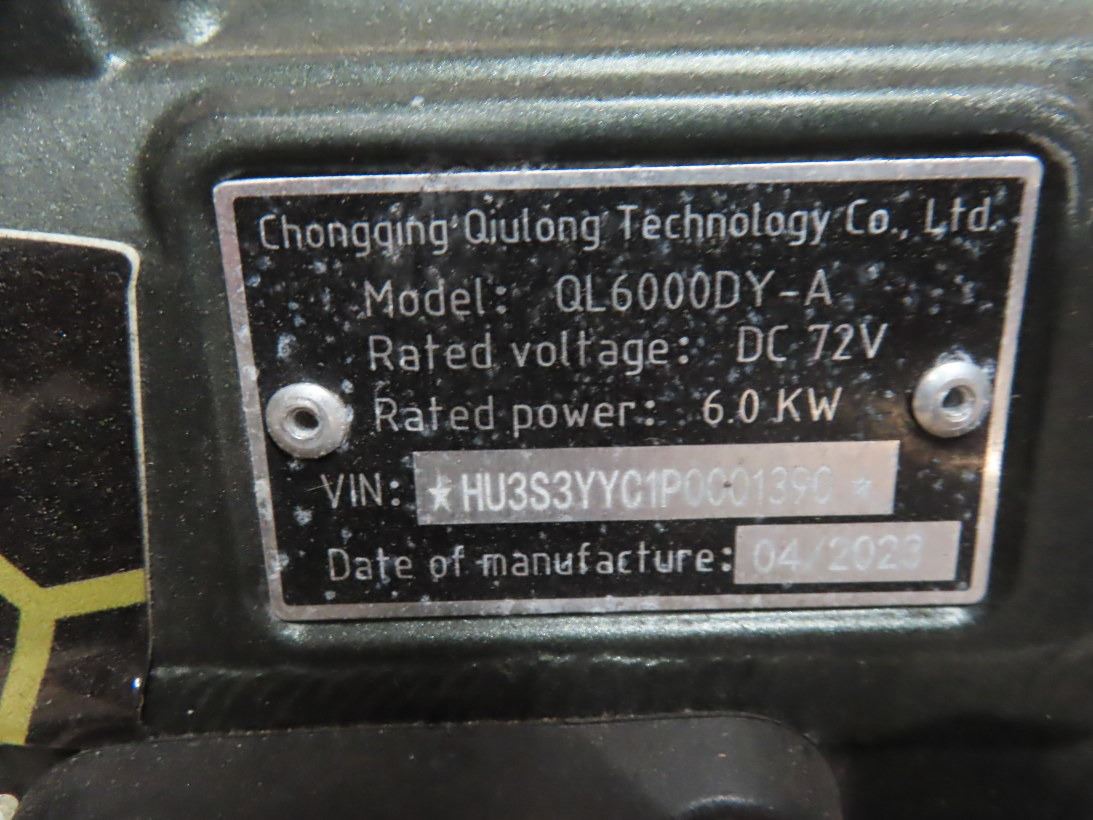 Chongqing Qiulong Technology Co., Ltd.
Model: QL6000DY-A
Rated voltage: DC 72V
Rated power: 6.0 KW
VIN: ★HU3S3YYC1P0001390★
Date of manufacture: 04/2023